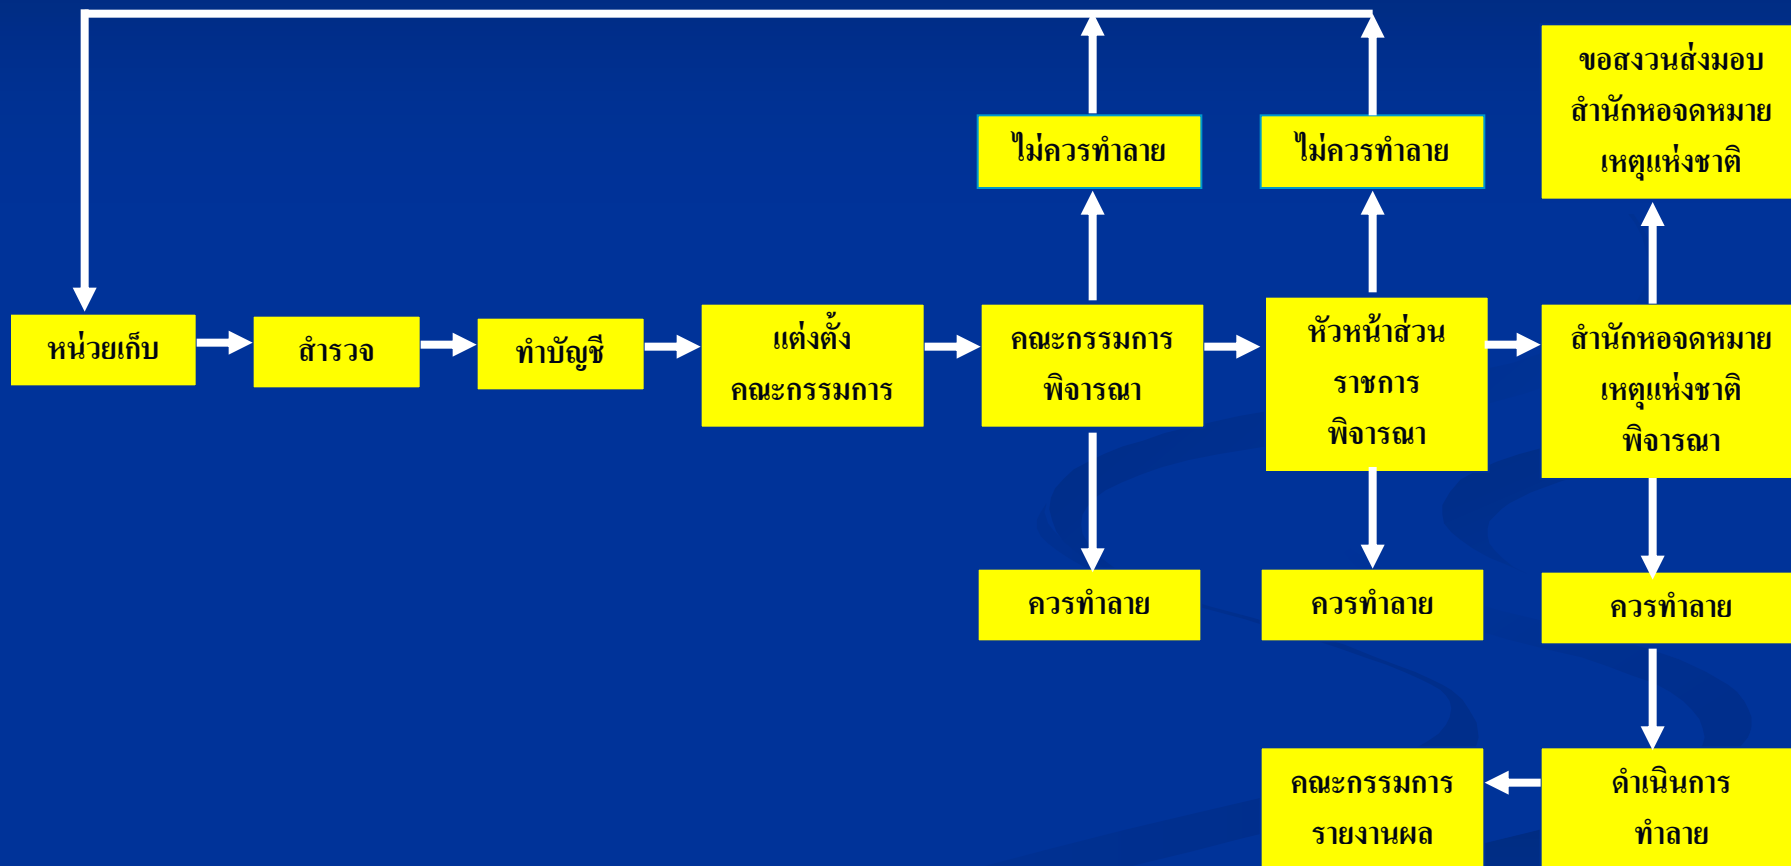 ขอสงวนส่งมอบ
สำนักหอจดหมาย
เหตุแห่งชาติ
ไม่ควรทำลาย
ไม่ควรทำลาย
หน่วยเก็บ
สำรวจ
ทำบัญชี
แต่งตั้ง
คณะกรรมการ
คณะกรรมการ
พิจารณา
หัวหน้าส่วน
ราชการ
พิจารณา
สำนักหอจดหมาย
เหตุแห่งชาติ
พิจารณา
ควรทำลาย
ควรทำลาย
ควรทำลาย
คณะกรรมการ
รายงานผล
ดำเนินการ
ทำลาย